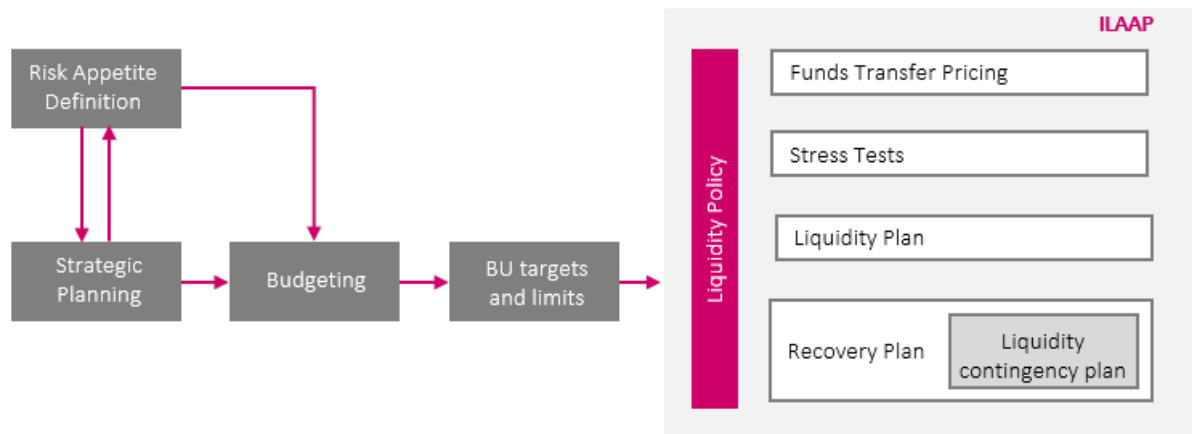 ILAAP
Risk Appetite
Definition
Strategic
Planning
Budgeting
BU targets
and limits
Liquidity Policy
Funds Transfer Pricing
Stress Tests
Liquidity Plan
Recovery Plan
Liquidity
contingency plan